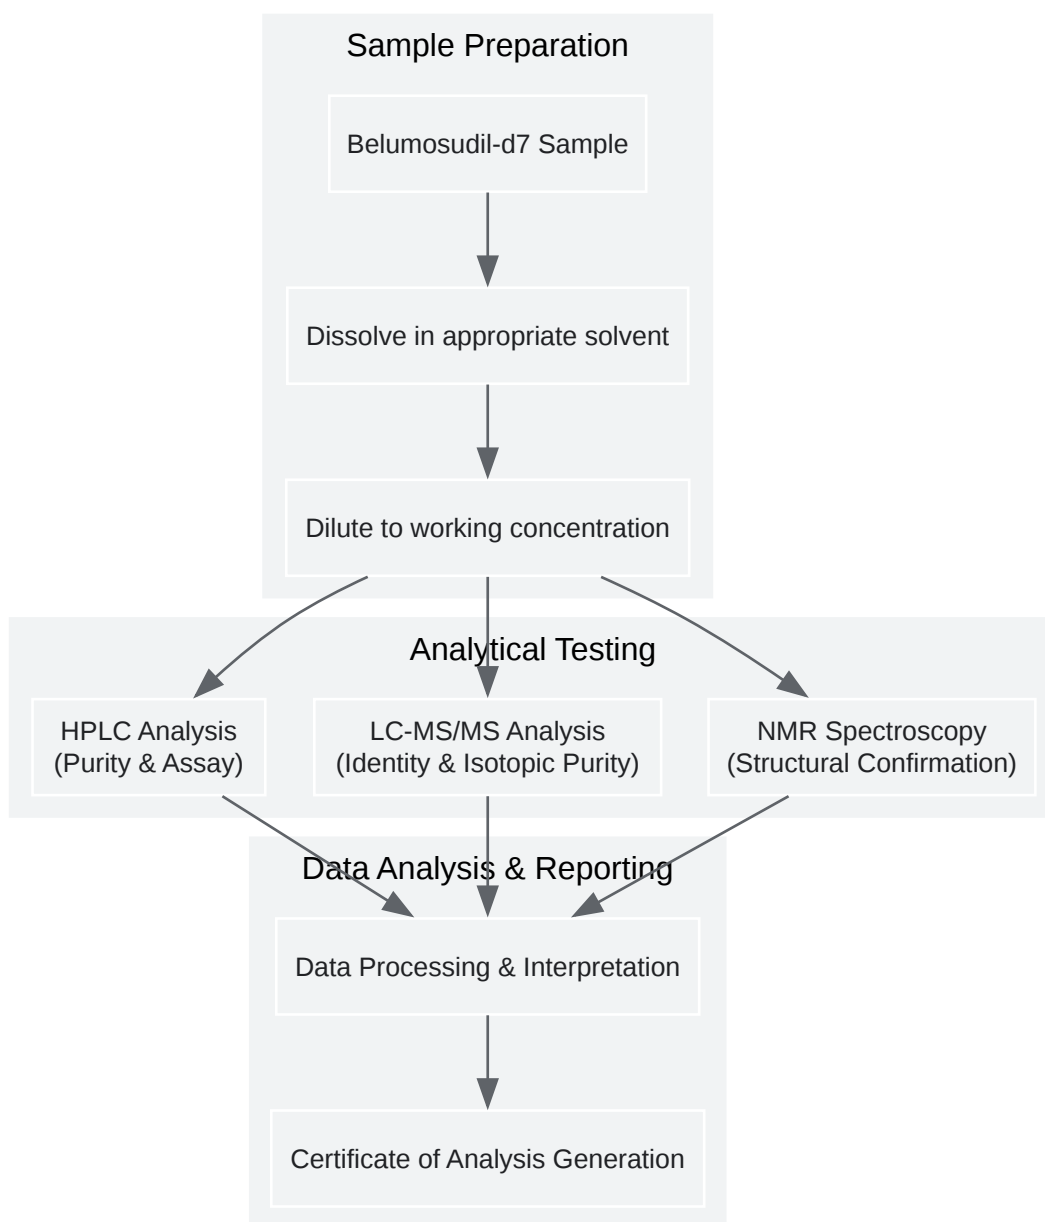 Sample Preparation
Belumosudil-d7 Sample
Dissolve in appropriate solvent
Dilute to working concentration
Analytical Testing
HPLC Analysis
(Purity & Assay)
LC-MS/MS Analysis
(Identity & Isotopic Purity)
NMR Spectroscopy
(Structural Confirmation)
Data Analysis & Reporting
Data Processing & Interpretation
Certificate of Analysis Generation